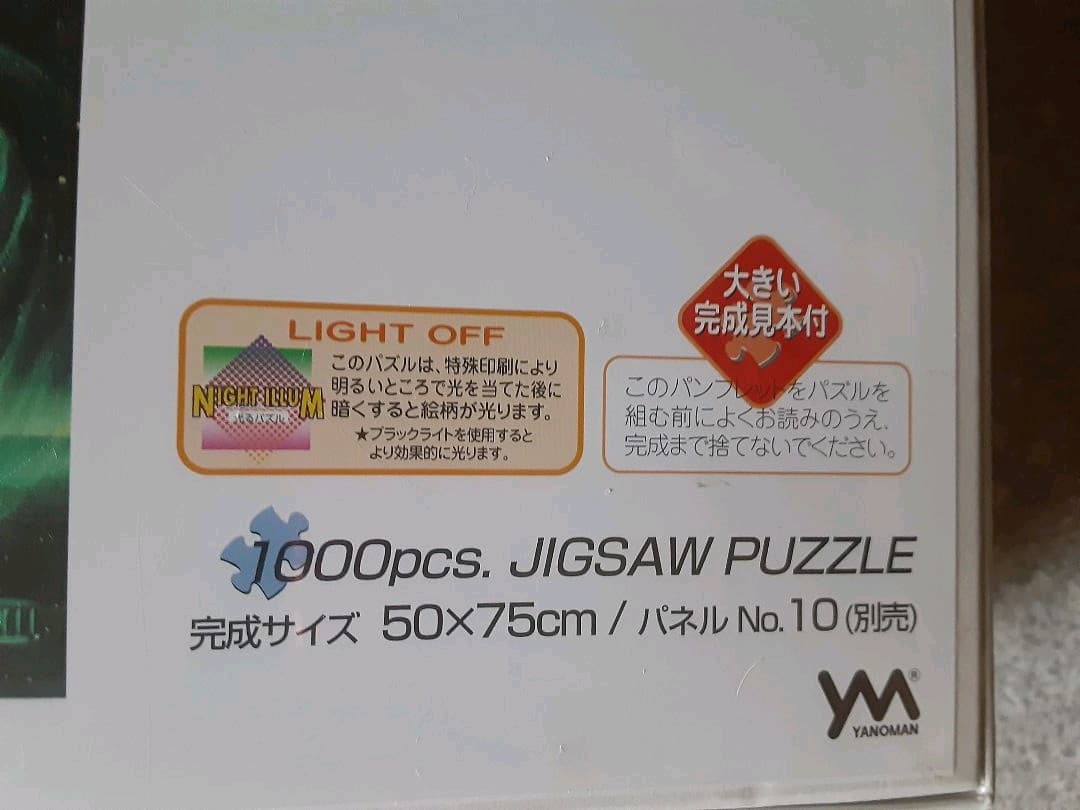 LIGHT OFF
NIGHT ILLUM
光るパズル
このパズルは、特殊印刷により
明るいところで光を当てた後に
暗くすると絵柄が光ります。
★ブラックライトを使用すると
より効果的に光ります。
大きい
完成見本付
このパンフレットをパズルを
組む前によくお読みのうえ、
完成まで捨てないでください。
1000pcs. JIGSAW PUZZLE
完成サイズ 50×75cm / パネル No.10 (別売)
YM®
YANOMAN